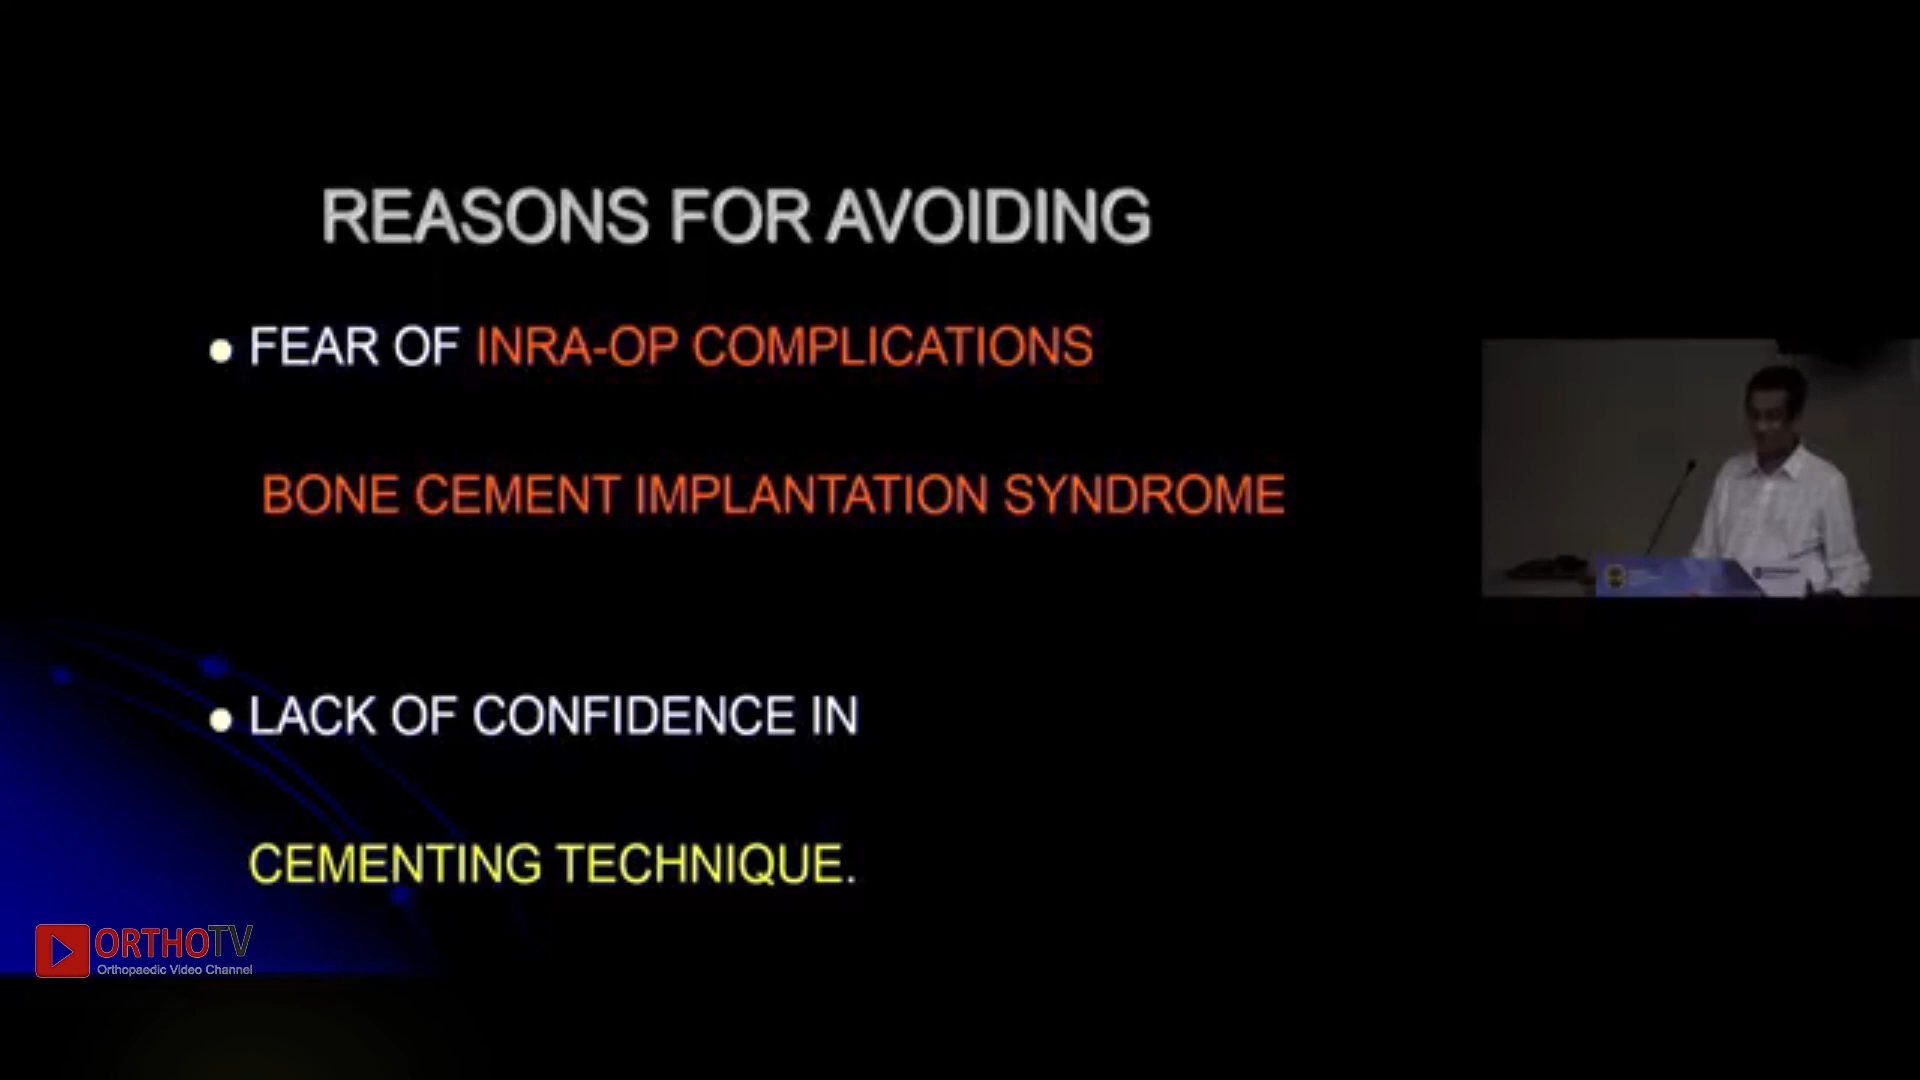 REASONS FOR AVOIDING
FEAR OF INRA-OP COMPLICATIONS
BONE CEMENT IMPLANTATION SYNDROME
LACK OF CONFIDENCE IN
CEMENTING TECHNIQUE.
ORTHOTV
Orthopaedic Video Channel